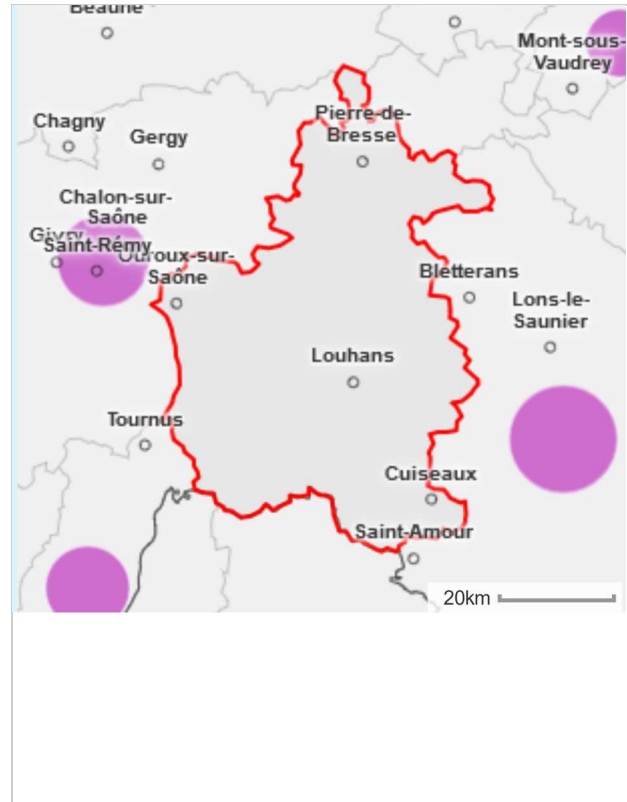 Beaune
Mont-sous-
Vaudrey
Chagny
Pierre-de-
Bresse
Gergy
Chalon-sur-
Saône
Givry
Saint-Rémy
Ouroux-sur-
Saône
Bletterans
Lons-le-
Saunier
Louhans
Tournus
Cuiseaux
Saint-Amour
20km